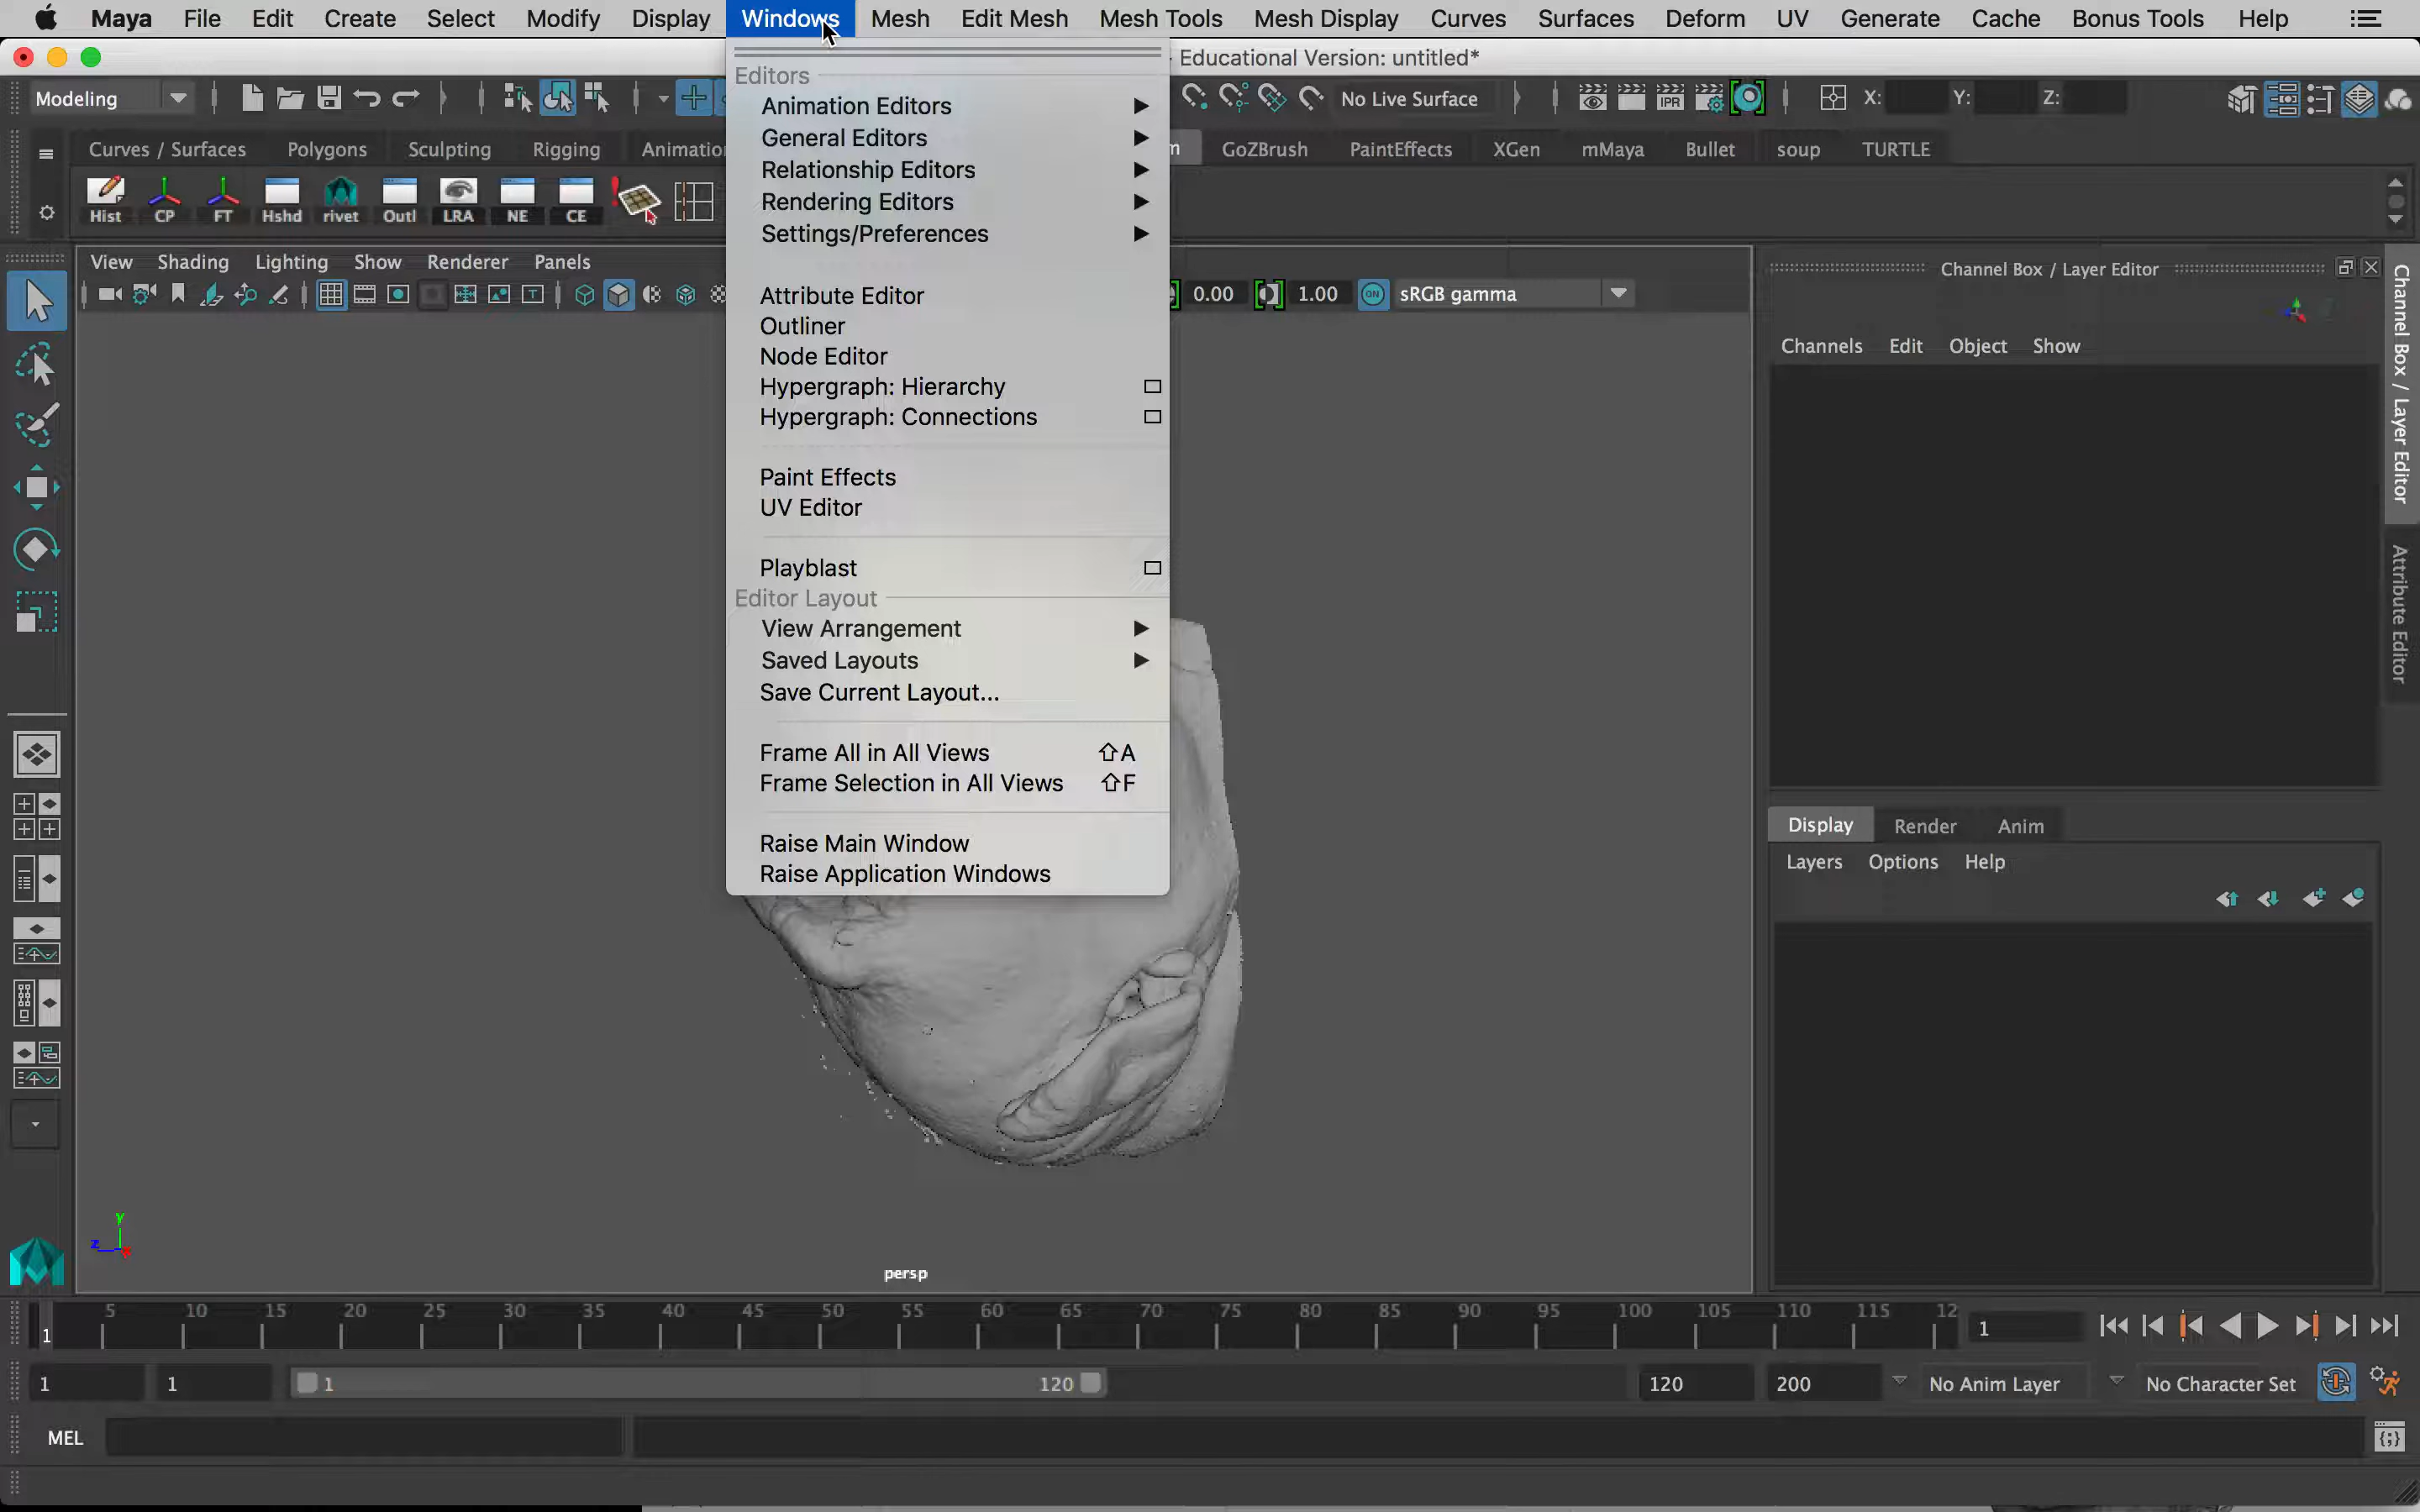 Maya File Edit Create Select Modify Display Windows Mesh Edit Mesh Mesh Tools Mesh Display Curves Surfaces Deform UV Generate Cache Bonus Tools Help
Educational Version: untitled*
Modeling No Live Surface IPR X: Y: Z:
Curves / Surfaces Polygons Sculpting Rigging Animation GoZBrush PaintEffects XGen mMaya Bullet soup TURTLE
Hist CP FT Hshd rivet Outl LRA NE CE
Editors
Animation Editors
General Editors
Relationship Editors
Rendering Editors
Settings/Preferences
Attribute Editor
Outliner
Node Editor
Hypergraph: Hierarchy
Hypergraph: Connections
Paint Effects
UV Editor
Playblast
Editor Layout
View Arrangement
Saved Layouts
Save Current Layout...
Frame All in All Views ⇧A
Frame Selection in All Views ⇧F
Raise Main Window
Raise Application Windows
View Shading Lighting Show Renderer Panels
0.00 1.00 ON sRGB gamma
Channel Box / Layer Editor
Channels Edit Object Show
Channel Box / Layer Editor
Attribute Editor
Display Render Anim
Layers Options Help
y
z
persp
5 10 15 20 25 30 35 40 45 50 55 60 65 70 75 80 85 90 95 100 105 110 115 12
1 1
1 1 1 120 120 200 No Anim Layer No Character Set
MEL